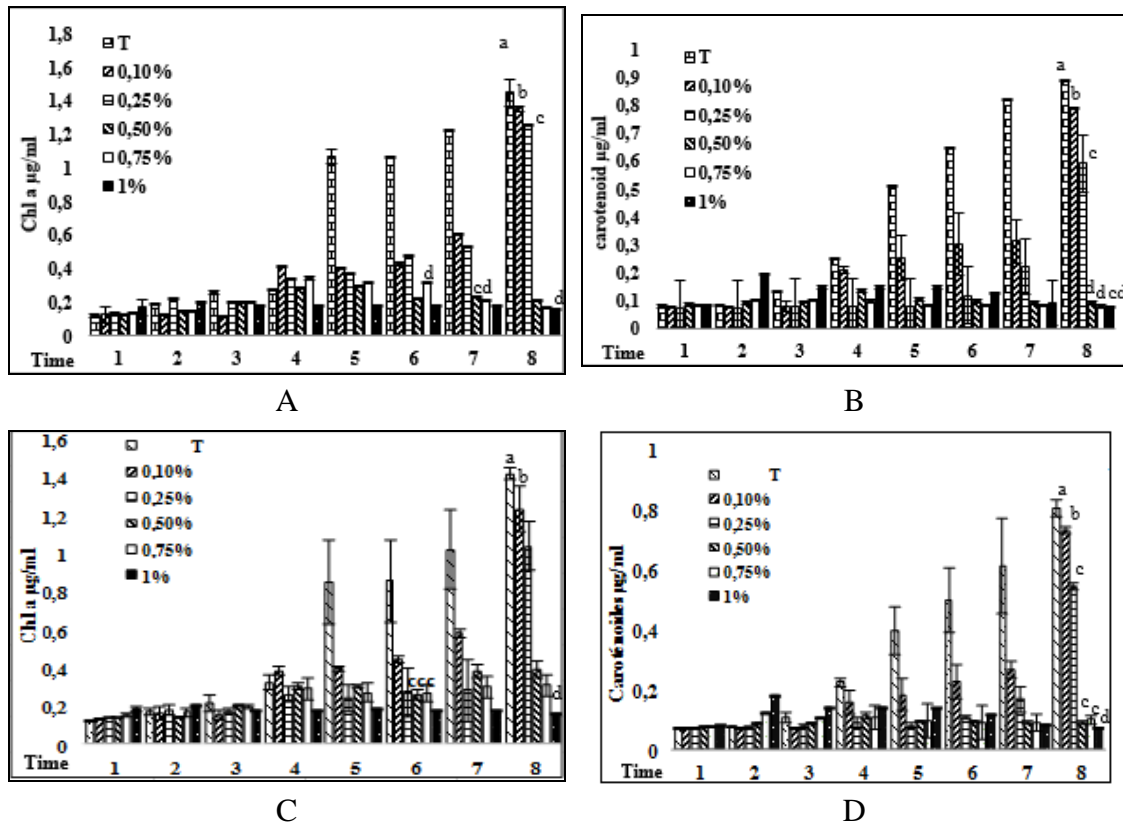 1,8
1,6
1,4
1,2
1
0,8
0,6
0,4
0,2
0
Chl a µg/ml
T
0,10%
0,25%
0,50%
0,75%
1%
a
b
c
d
cd
d
Time 1 2 3 4 5 6 7 8
A
1
0,9
0,8
0,7
0,6
0,5
0,4
0,3
0,2
0,1
0
carotenoid µg/ml
T
0,10%
0,25%
0,50%
0,75%
1%
a
b
c
d
d
cd
Time 1 2 3 4 5 6 7 8
B
1,6
1,4
1,2
1
0,8
0,6
0,4
0,2
0
Chl a µg/ml
T
0,10%
0,25%
0,50%
0,75%
1%
a
b
ccc
d
Time 1 2 3 4 5 6 7 8
C
1
0,8
0,6
0,4
0,2
0
Caroténoides µg/ml
T
0,10%
0,25%
0,50%
0,75%
1%
a
b
c
c
c
d
Time 1 2 3 4 5 6 7 8
D